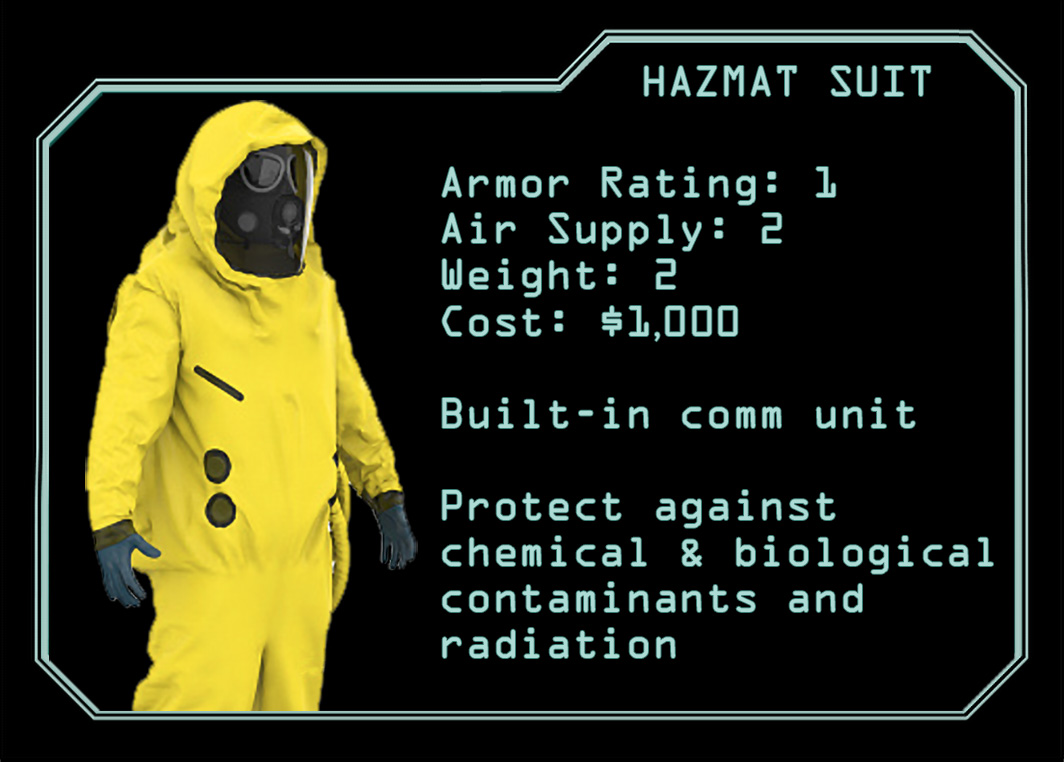 HAZMAT SUIT
Armor Rating: 1
Air Supply: 2
Weight: 2
Cost: $1,000
Built-in comm unit
Protect against
chemical & biological
contaminants and
radiation